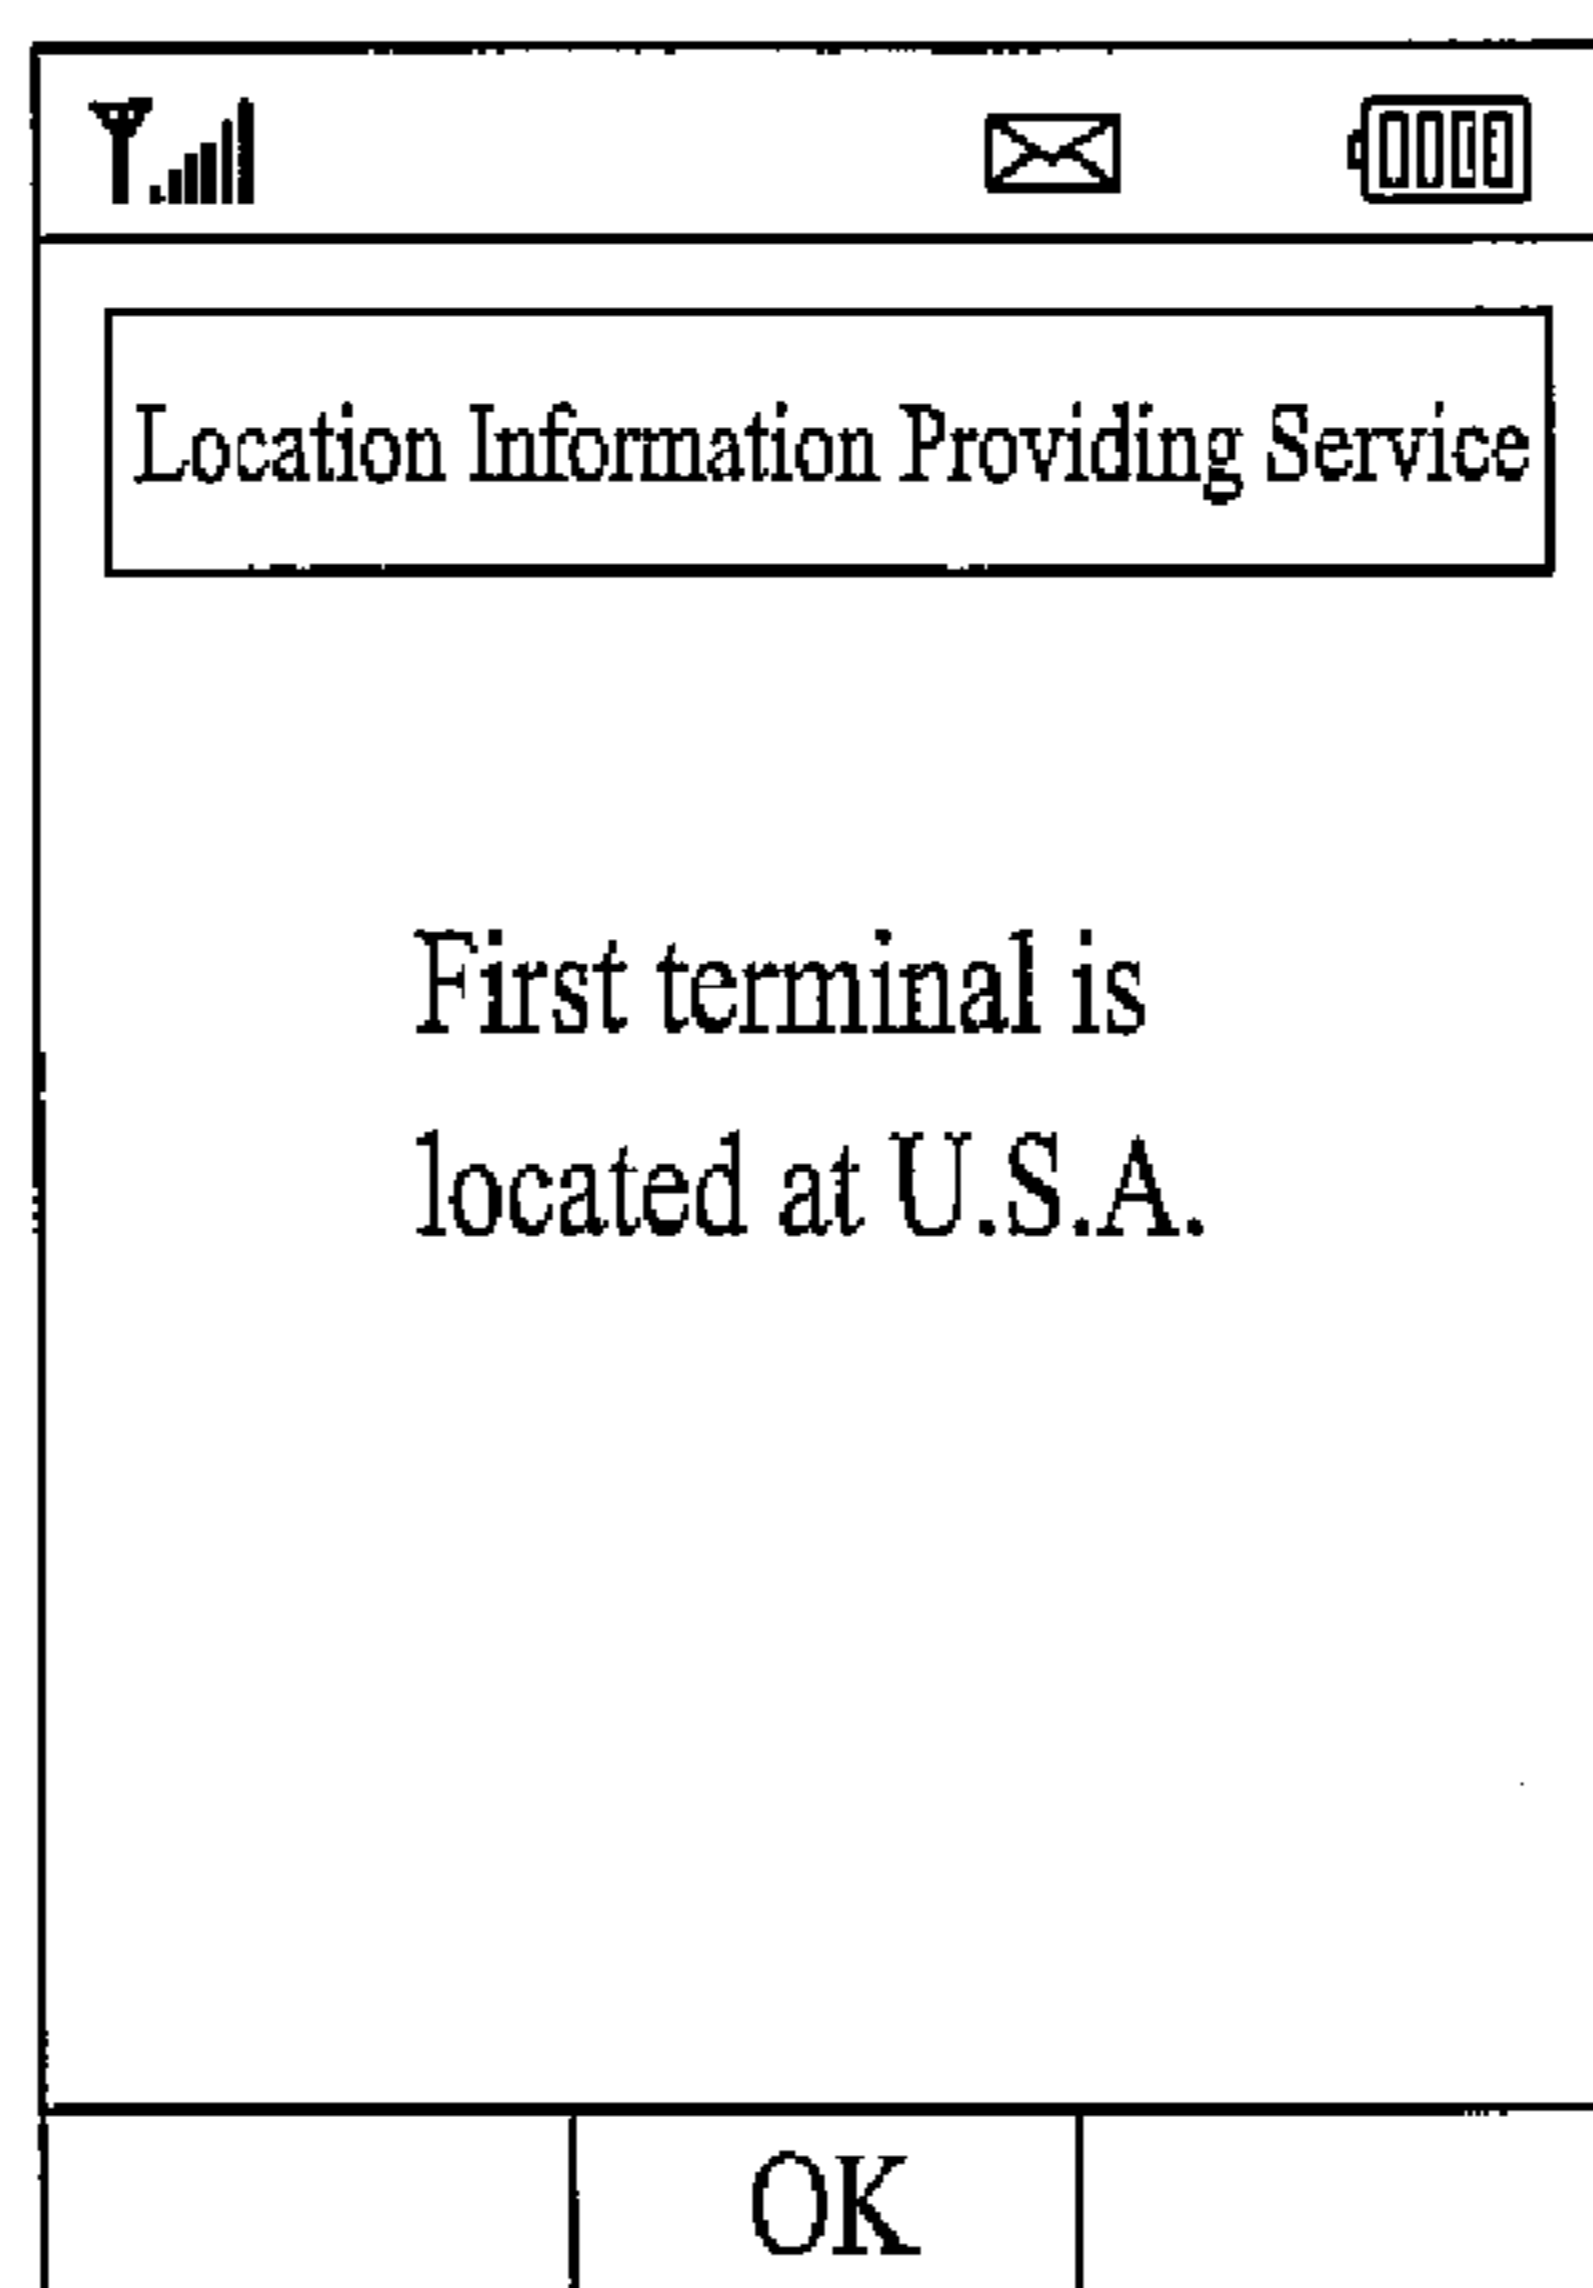 Location Information Providing Service
First terminal is
located at U.S.A.
OK